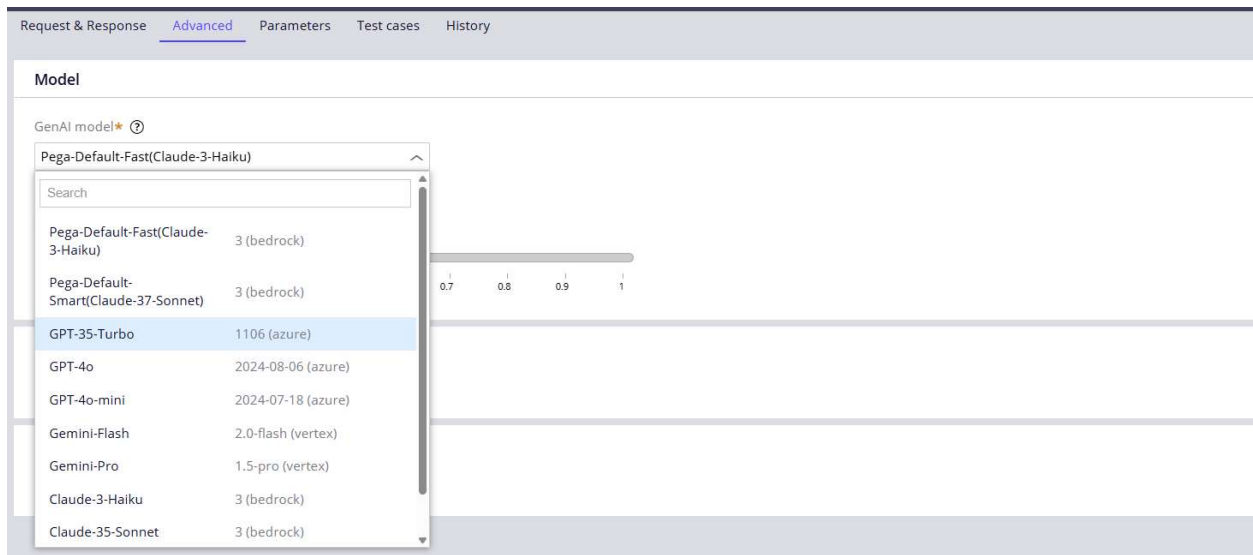 Request & Response Advanced Parameters Test cases History
Model
GenAI model*
Pega-Default-Fast(Claude-3-Haiku)
Search
Pega-Default-Fast(Claude-
3-Haiku) 3 (bedrock)
Pega-Default-
Smart(Claude-37-Sonnet) 3 (bedrock)
0.7 0.8 0.9 1
GPT-35-Turbo 1106 (azure)
GPT-4o 2024-08-06 (azure)
GPT-4o-mini 2024-07-18 (azure)
Gemini-Flash 2.0-flash (vertex)
Gemini-Pro 1.5-pro (vertex)
Claude-3-Haiku 3 (bedrock)
Claude-35-Sonnet 3 (bedrock)